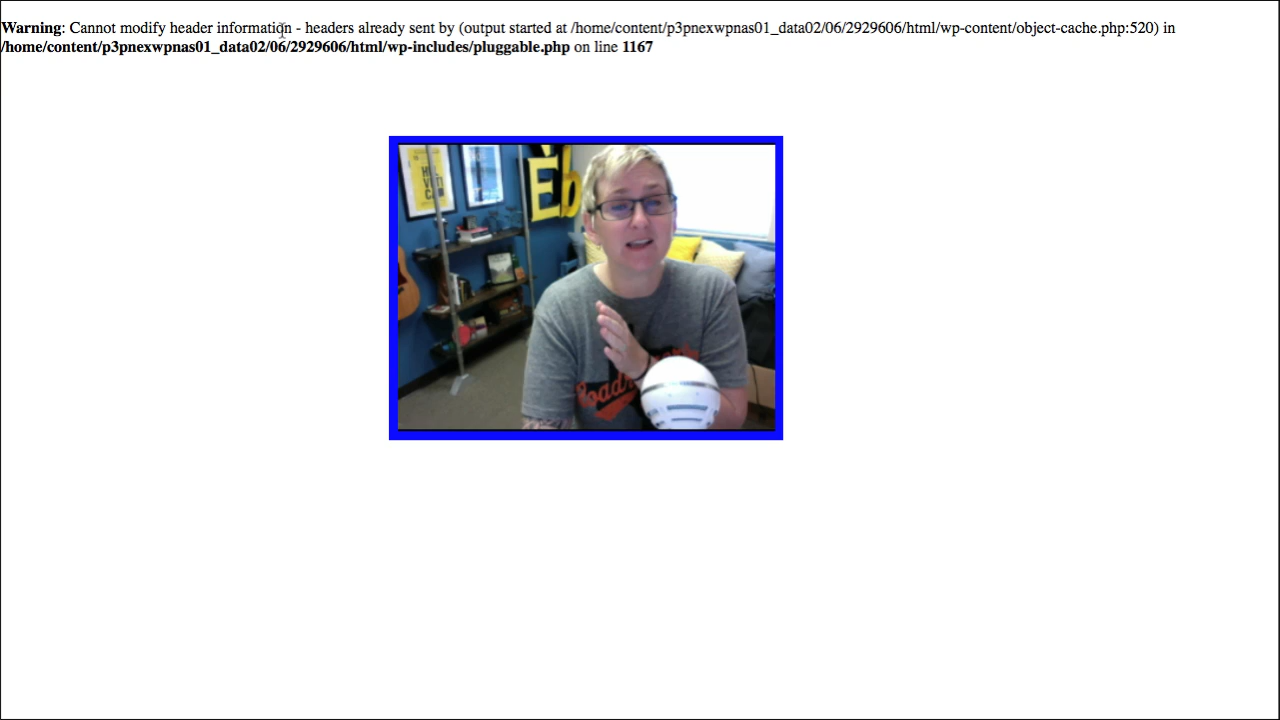 Warning: Cannot modify header information - headers already sent by (output started at /home/content/p3pnexwpnas01_data02/06/2929606/html/wp-content/object-cache.php:520) in
/home/content/p3pnexwpnas01_data02/06/2929606/html/wp-includes/pluggable.php on line 1167
Eb